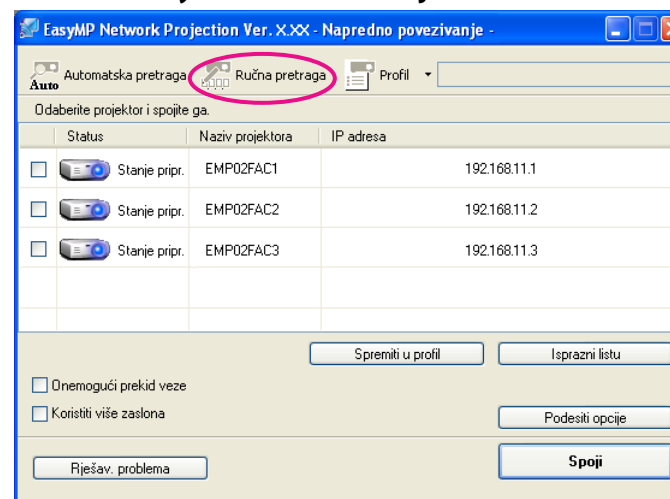 EasyMP Network Projection Ver. X.XX - Napredno povezivanje -
Auto Automatska pretraga Ručna pretraga Profil
Odaberite projektor i spojite ga.
Status Naziv projektora IP adresa
Stanje pripr. EMP02FAC1 192.168.11.1
Stanje pripr. EMP02FAC2 192.168.11.2
Stanje pripr. EMP02FAC3 192.168.11.3
Spremiti u profil Isprazni listu
Onemogući prekid veze
Koristiti više zaslona
Podesiti opcije
Rješav. problema Spoji